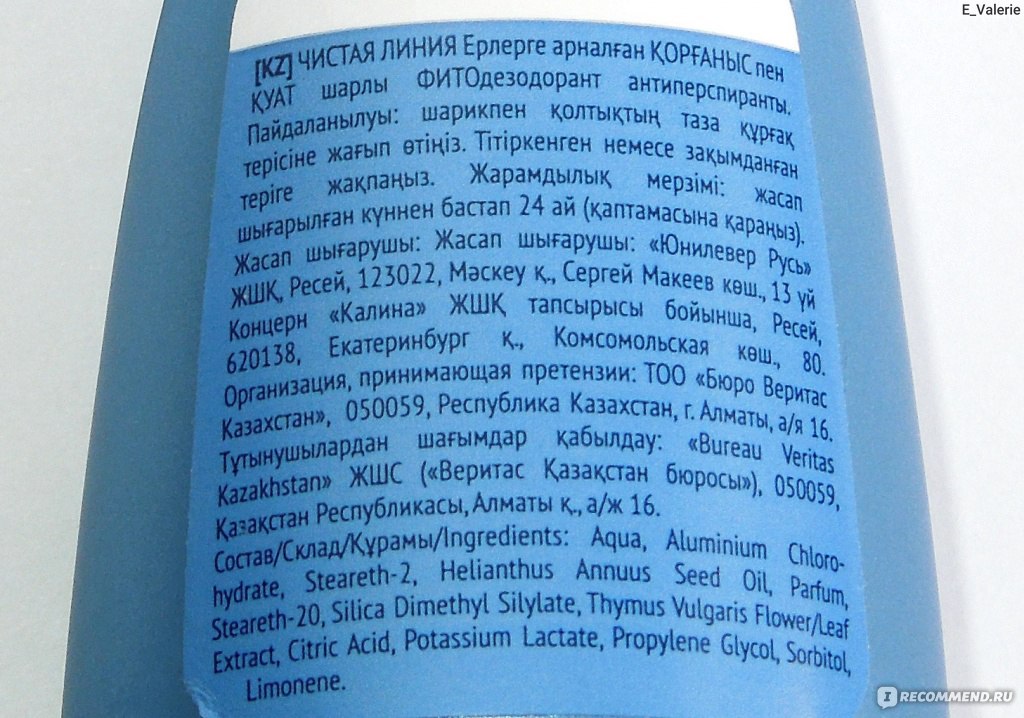 E_Valerie
[KZ] ЧИСТАЯ ЛИНИЯ Ерлерге арналған ҚОРҒАНЫС пен
ҚУАТ шарлы ФИТОдезодорант антиперспиранты.
Пайдаланылуы: шарикпен қолтықтың таза құрғақ
терісіне жағып өтіңіз. Тітіркенген немесе зақымданған
теріге жақпаңыз. Жарамдылық мерзімі: жасап
шығарылған күннен бастап 24 ай (қаптамасына қараңыз).
Жасап шығарушы: Жасап шығарушы: «Юнилевер Русь»
ЖШҚ, Ресей, 123022, Мәскеу қ., Сергей Макеев көш., 13 үй
Концерн «Калина» ЖШҚ тапсырысы бойынша, Ресей,
620138, Екатеринбург қ., Комсомольская көш., 80.
Организация, принимающая претензии: ТОО «Бюро Веритас
Казахстан», 050059, Республика Казахстан, г. Алматы, а/я 16.
Тұтынушылардан шағымдар қабылдау: «Bureau Veritas
Kazakhstan» ЖШС («Веритас Қазақстан бюросы»), 050059,
Қазақстан Республикасы, Алматы қ., а/ж 16.
Состав/Склад/Құрамы/Ingredients: Aqua, Aluminium Chloro-
hydrate, Steareth-2, Helianthus Annuus Seed Oil, Parfum,
Steareth-20, Silica Dimethyl Silylate, Thymus Vulgaris Flower/Leaf
Extract, Citric Acid, Potassium Lactate, Propylene Glycol, Sorbitol,
Limonene.
I RECOMMEND.RU